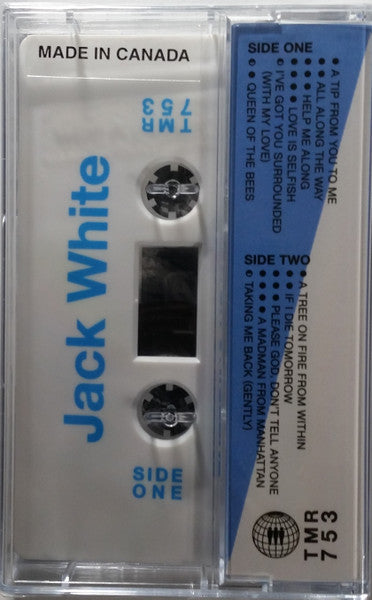 MADE IN CANADA
TMR
753
Jack White
SIDE
ONE
SIDE ONE
A TIP FROM YOU TO ME
ALL ALONG THE WAY
HELP ME ALONG
LOVE IS SELFISH
I'VE GOT YOU SURROUNDED
(WITH MY LOVE)
QUEEN OF THE BEES
SIDE TWO
A TREE ON FIRE FROM WITHIN
IF I DIE TOMORROW
PLEASE GOD, DON'T TELL ANYONE
A MADMAN FROM MANHATTAN
TAKING ME BACK (GENTLY)
TMR
753